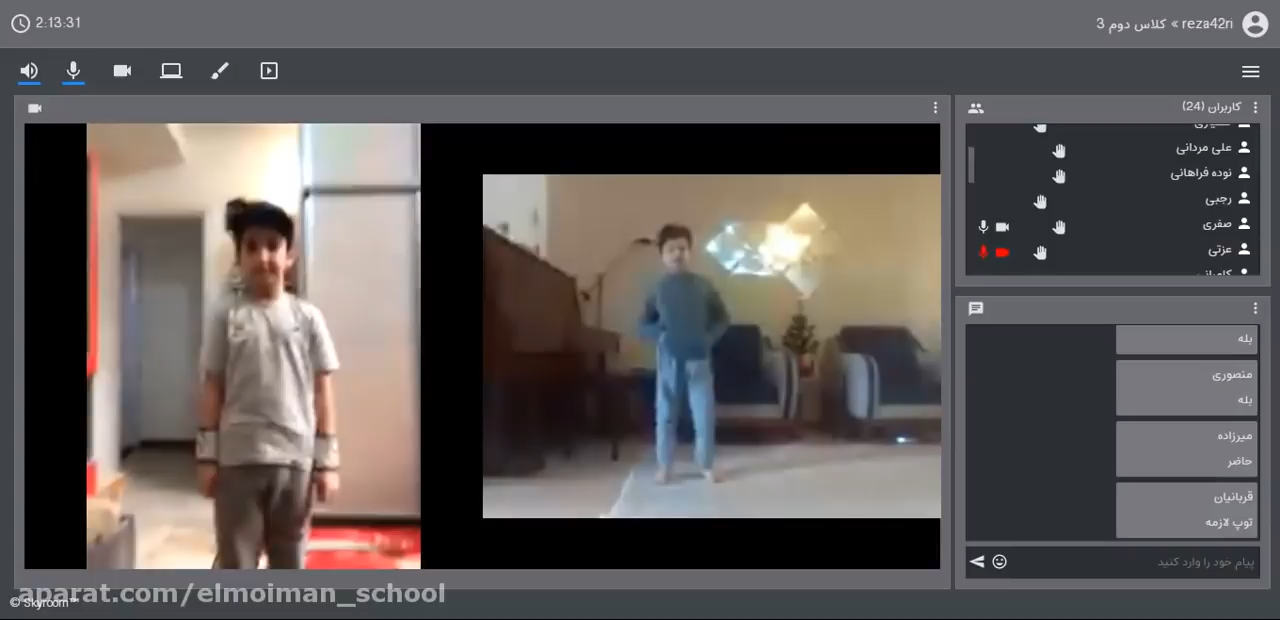 2:13:31
reza42ri » کلاس دوم 3
کاربران (24)
علی مردانی
نوده فراهانی
رجبی
صفری
عزتی
بله
منصوری
بله
میرزاده
حاضر
قربانیان
توپ لازمه
پیام خود را وارد کنید
aparat.com/elmoiman_school
© Skyroom™